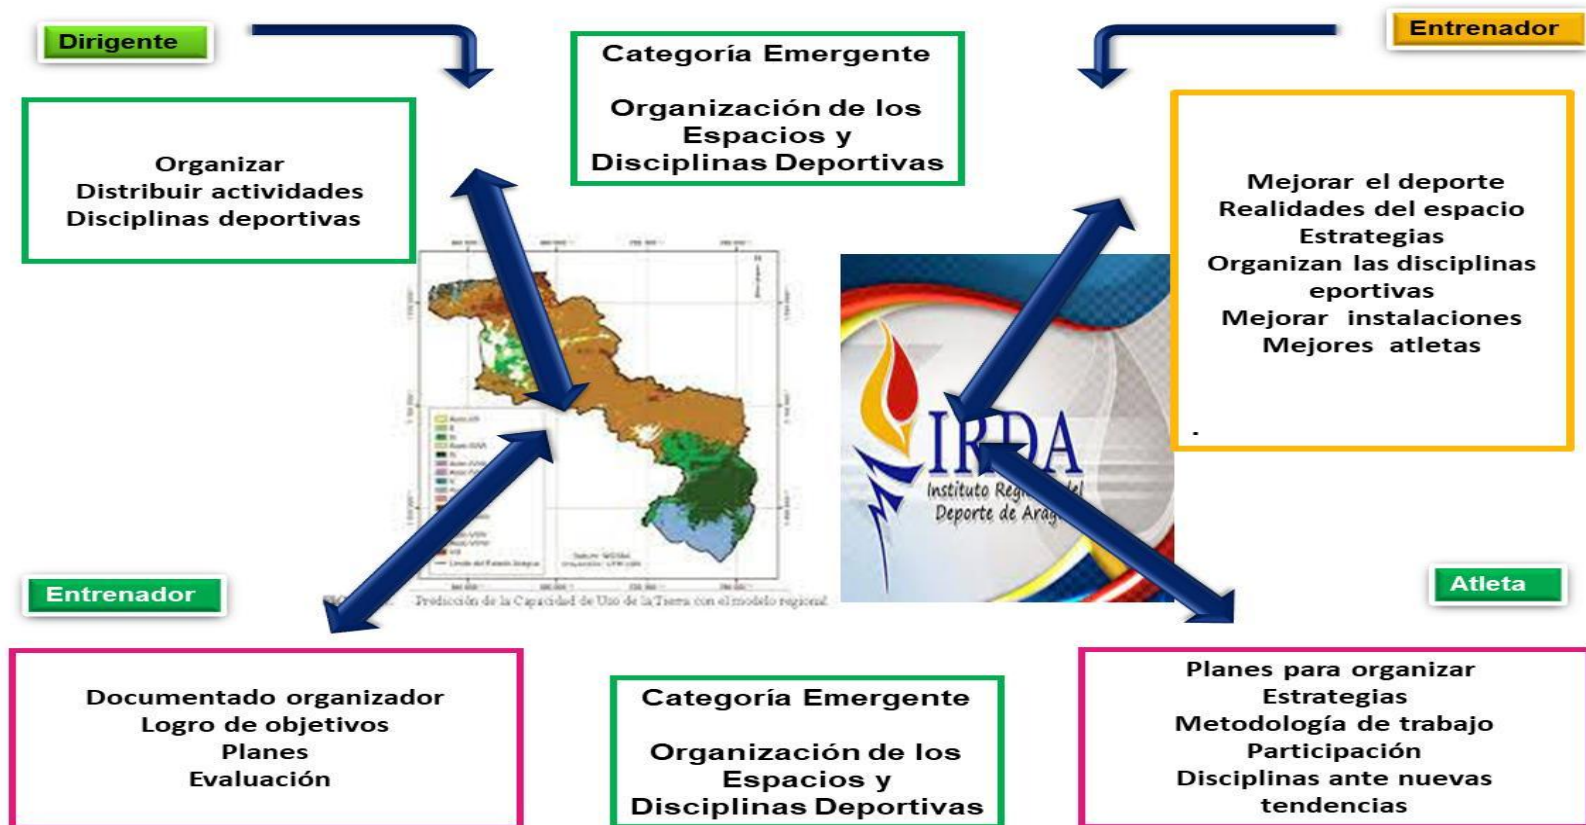 Dirigente
Entrenador
Categoría Emergente
Organización de los
Espacios y
Disciplinas Deportivas
Organizar
Distribuir actividades
Disciplinas deportivas
Mejorar el deporte
Realidades del espacio
Estrategias
Organizan las disciplinas
eportivas
Mejorar instalaciones
Mejores atletas
.
IRDA
Instituto del
Deporte de
Predicción de la Capacidad de Uso de la Tierra con el modelo regional
Entrenador
Atleta
Documentado organizador
Logro de objetivos
Planes
Evaluación
Categoría Emergente
Organización de los
Espacios y
Disciplinas Deportivas
Planes para organizar
Estrategias
Metodología de trabajo
Participación
Disciplinas ante nuevas
tendencias